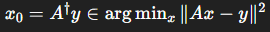 x₀ = A†y ∈ arg minₓ ‖Ax − y‖²